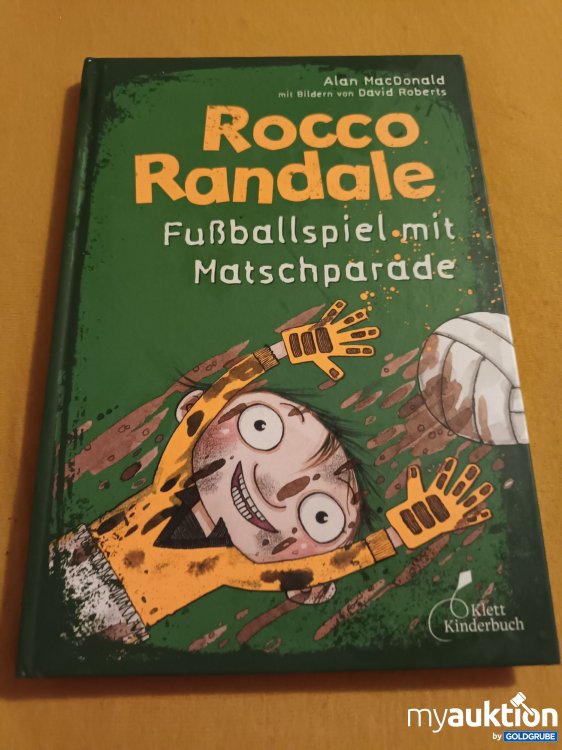 Alan MacDonald
mit Bildern von David Roberts
Rocco
Randale
Fußballspiel mit
Matschparade
Klett
Kinderbuch
myauktion
by GOLDGRUBE